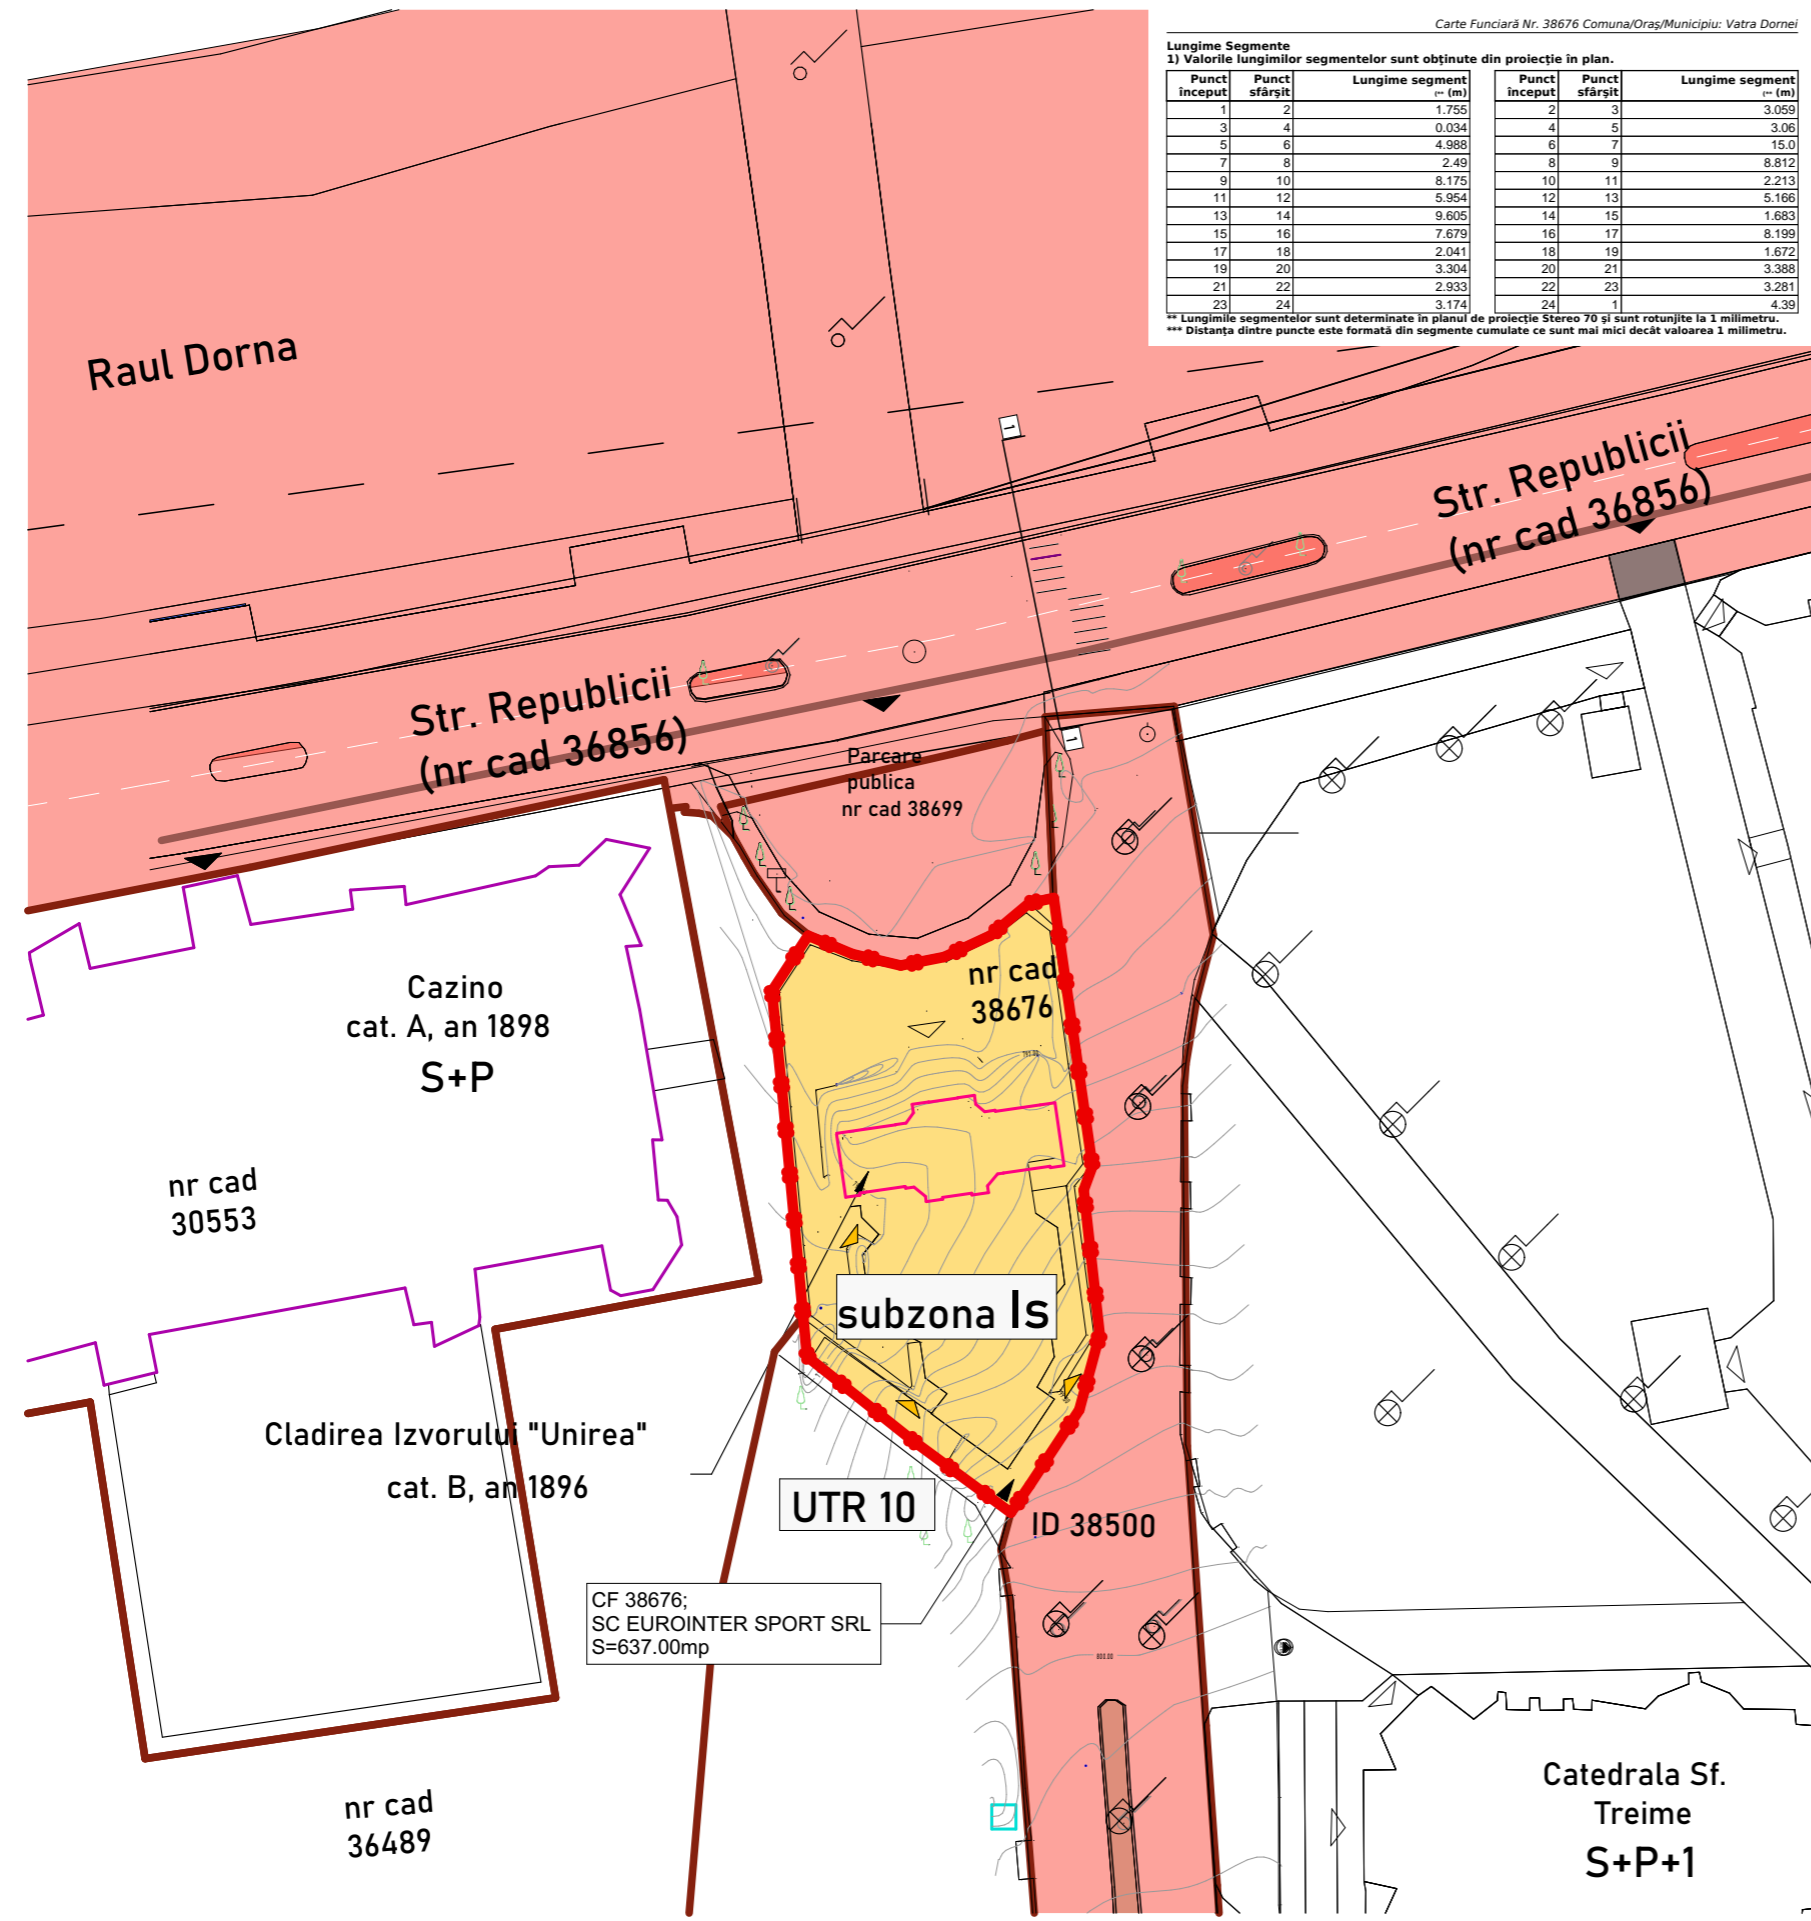 Carte Funciară Nr. 38676 Comuna/Oraș/Municipiu: Vatra Dornei
Lungime Segmente
1) Valorile lungimilor segmentelor sunt obținute din proiecție în plan.
Punct început Punct sfârșit Lungime segment (** (m) Punct început Punct sfârșit Lungime segment (** (m)
1 2 1.755 2 3 3.059
3 4 0.034 4 5 3.06
5 6 4.988 6 7 15.0
7 8 2.49 8 9 8.812
9 10 8.175 10 11 2.213
11 12 5.954 12 13 5.166
13 14 9.605 14 15 1.683
15 16 7.679 16 17 8.199
17 18 2.041 18 19 1.672
19 20 3.304 20 21 3.388
21 22 2.933 22 23 3.281
23 24 3.174 24 1 4.39
** Lungimile segmentelor sunt determinate în planul de proiecție Stereo 70 și sunt rotunjite la 1 milimetru.
*** Distanța dintre puncte este formată din segmente cumulate ce sunt mai mici decât valoarea 1 milimetru.
Raul Dorna
1
Str. Republicii
(nr cad 36856)
Str. Republicii
(nr cad 36856)
1
Parcare
publica
nr cad 38699
nr cad
38676
Cazino
cat. A, an 1898
S+P
nr cad
30553
subzona Is
Cladirea Izvorului "Unirea"
cat. B, an 1896
UTR 10
ID 38500
CF 38676;
SC EUROINTER SPORT SRL
S=637.00mp
800.00
nr cad
36489
Catedrala Sf.
Treime
S+P+1